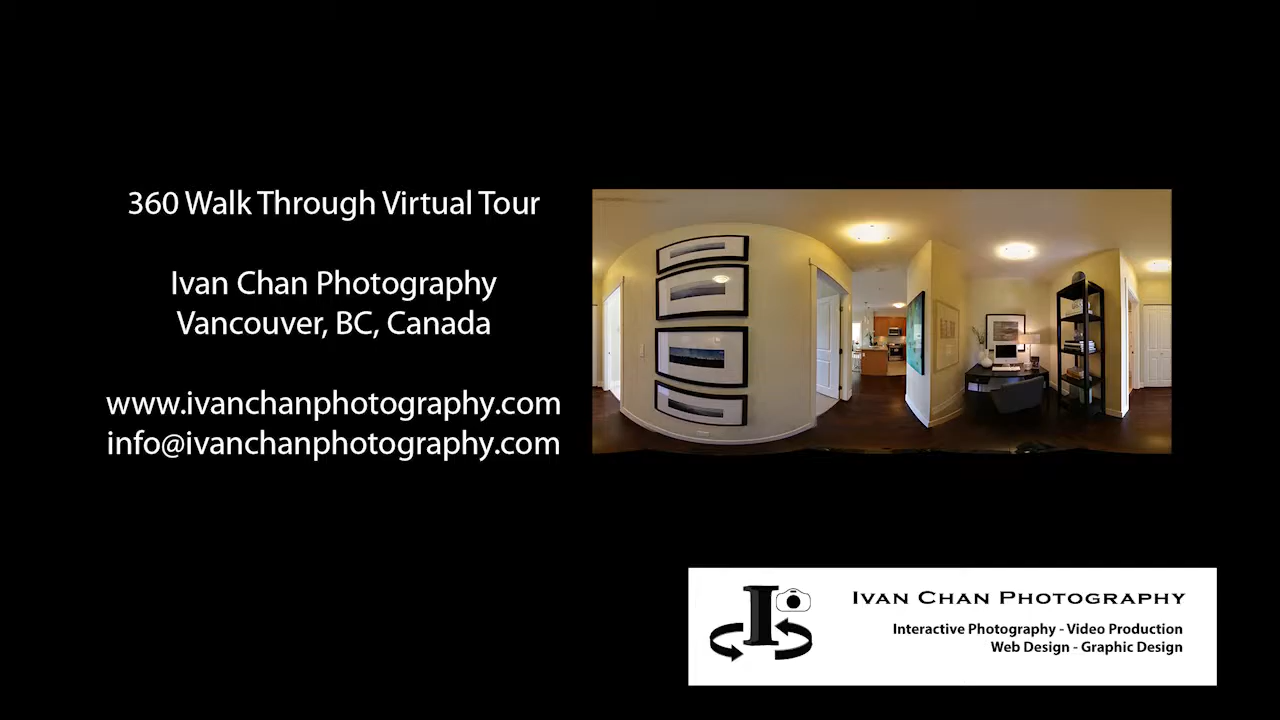 360 Walk Through Virtual Tour
Ivan Chan Photography
Vancouver, BC, Canada
www.ivanchanphotography.com
info@ivanchanphotography.com
IVAN CHAN PHOTOGRAPHY
Interactive Photography - Video Production
Web Design - Graphic Design